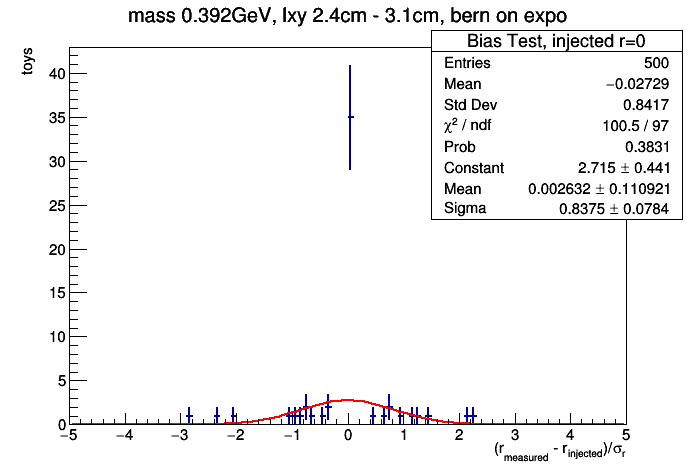 mass 0.392GeV, lxy 2.4cm - 3.1cm, bern on expo
Bias Test, injected r=0
Entries 500
Mean −0.02729
Std Dev 0.8417
χ² / ndf 100.5 / 97
Prob 0.3831
Constant 2.715 ± 0.441
Mean 0.002632 ± 0.110921
Sigma 0.8375 ± 0.0784
toys
40
35
30
25
20
15
10
5
0
−5 −4 −3 −2 −1 0 1 2 3 4 5
(r_measured - r_injected)/σ_r